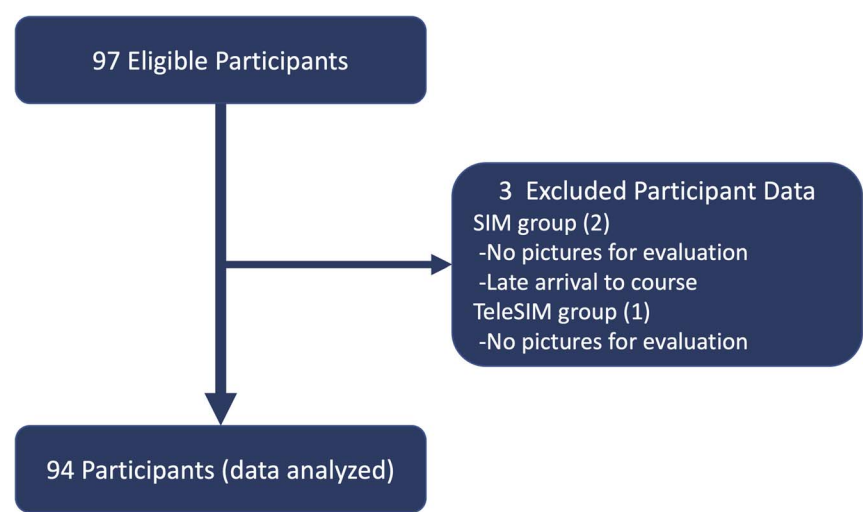 97 Eligible Participants
3 Excluded Participant Data
SIM group (2)
-No pictures for evaluation
-Late arrival to course
TeleSIM group (1)
-No pictures for evaluation
94 Participants (data analyzed)